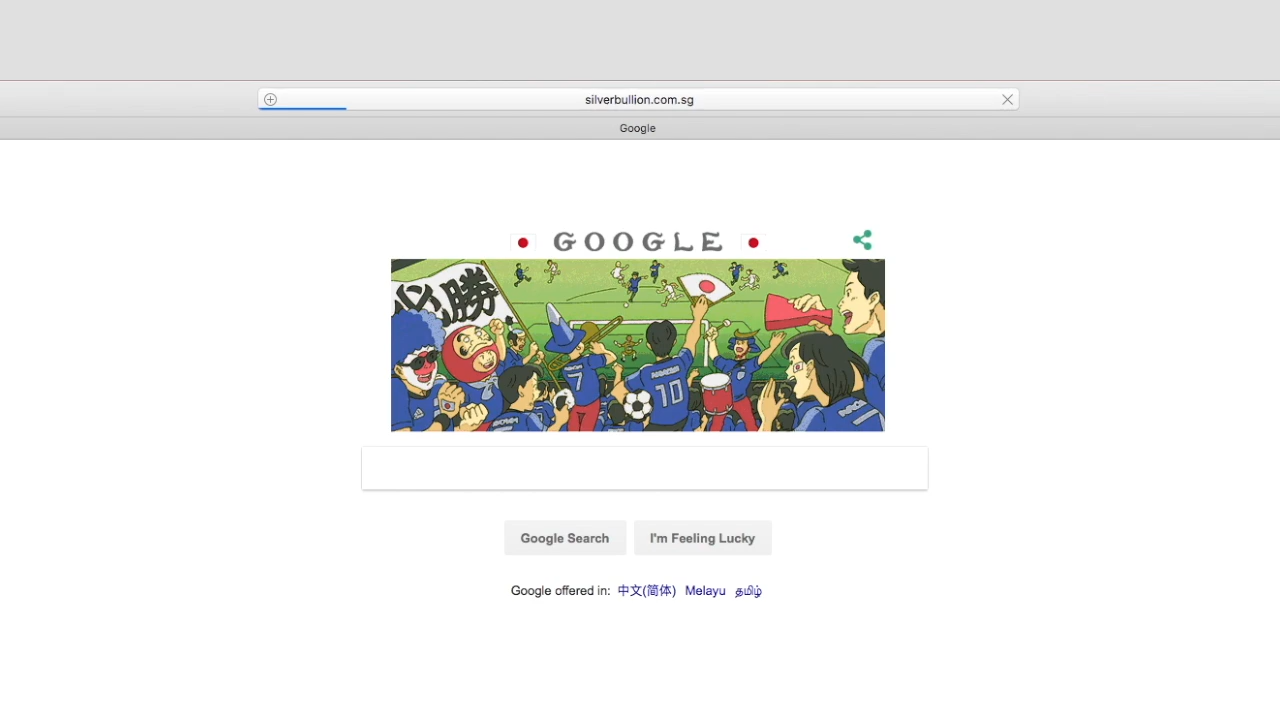 silverbullion.com.sg
Google
GOOGLE
必勝
7
10
Google Search
I'm Feeling Lucky
Google offered in: 中文(简体) Melayu தமிழ்